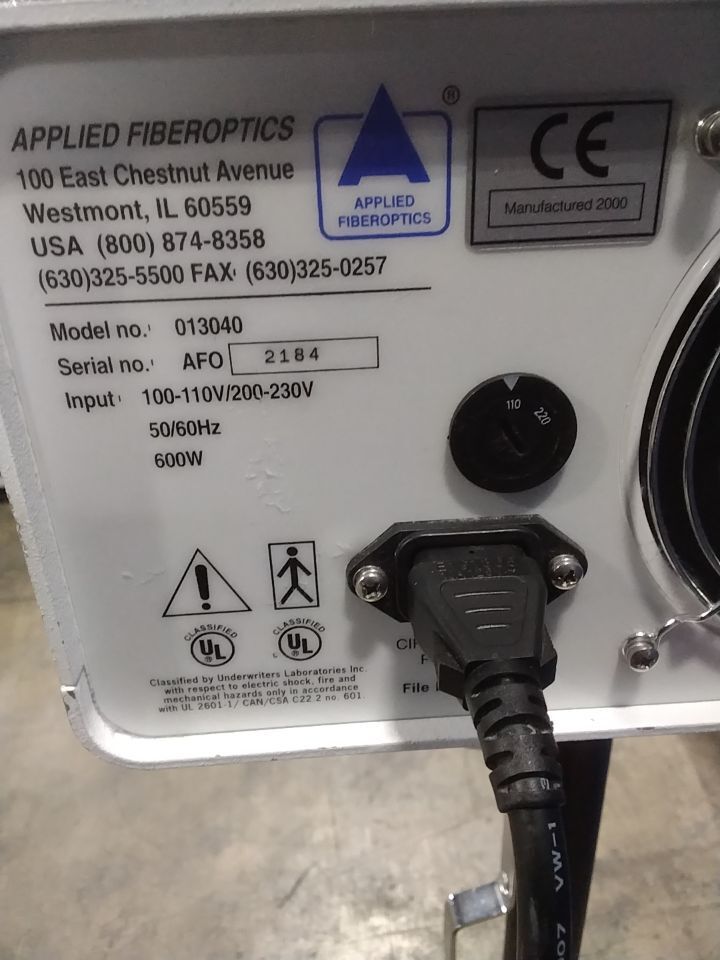 APPLIED FIBEROPTICS
100 East Chestnut Avenue
Westmont, IL 60559
USA (800) 874-8358
(630)325-5500 FAX: (630)325-0257
®
APPLIED
FIBEROPTICS
CE
Manufactured 2000
Model no.: 013040
Serial no.: AFO 2184
Input: 100-110V/200-230V
50/60Hz
600W
110 220
CLASSIFIED
UL
®
CLASSIFIED
UL
®
Classified by Underwriters Laboratories Inc.
with respect to electric shock, fire and
mechanical hazards only in accordance
with UL 2601-1/ CAN/CSA C22.2 no. 601.
File
VW-1